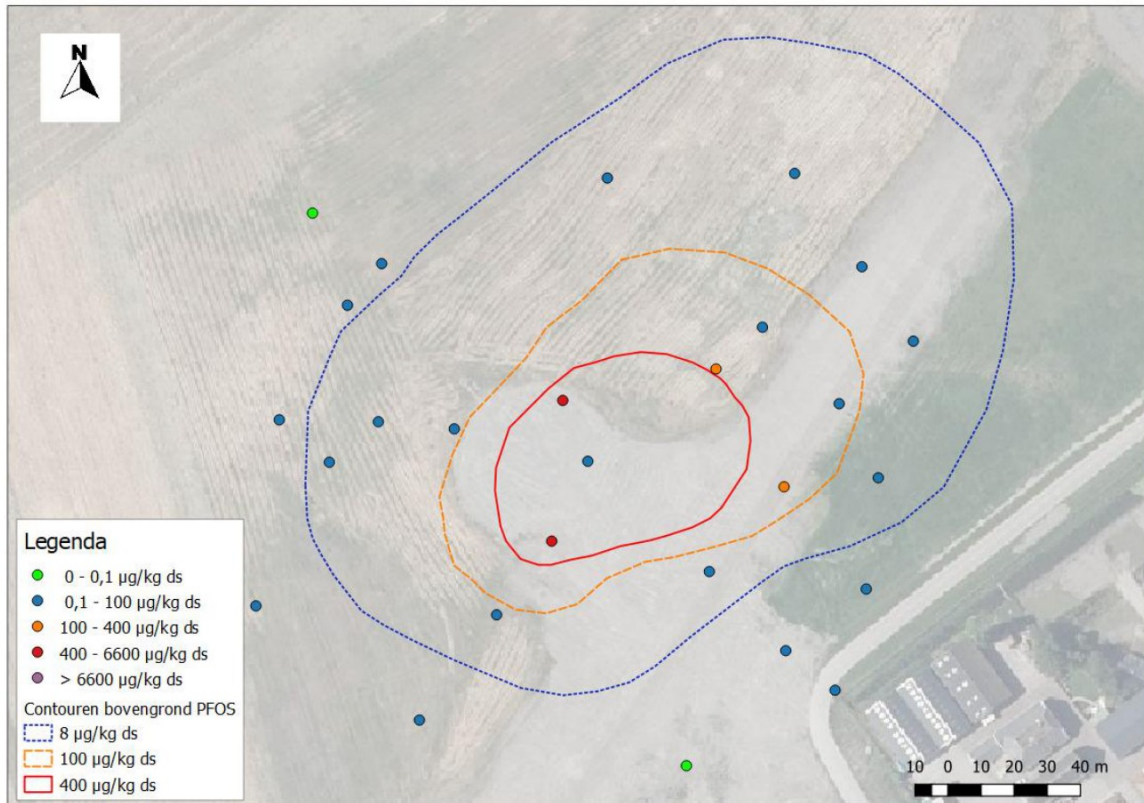 N
Legenda
0 - 0,1 µg/kg ds
0,1 - 100 µg/kg ds
100 - 400 µg/kg ds
400 - 6600 µg/kg ds
> 6600 µg/kg ds
Contouren bovengrond PFOS
8 µg/kg ds
100 µg/kg ds
400 µg/kg ds
10 0 10 20 30 40 m